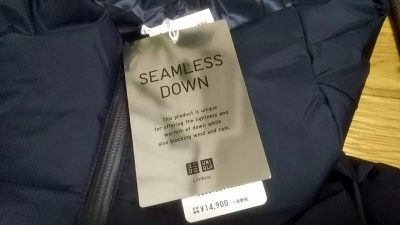 SEAMLESS
DOWN
This product is unique
for offering the lightness and
warmth of down while
also blocking wind and rain.
UNI
QLO
LifeWear
¥14,900